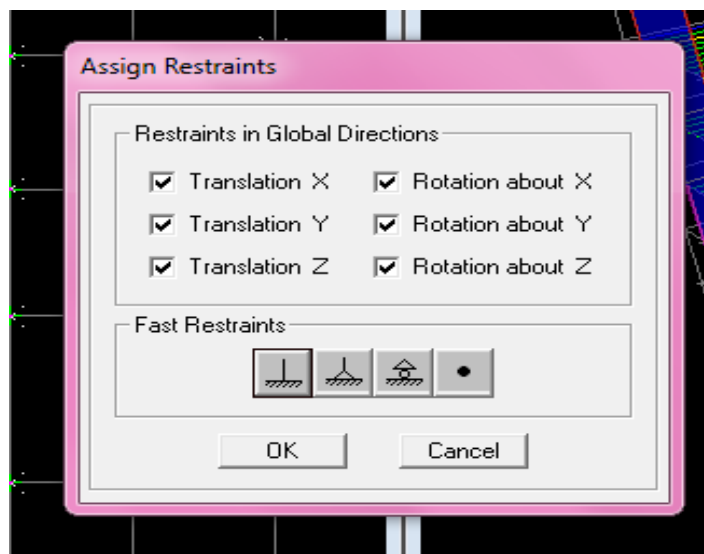 Assign Restraints
Restraints in Global Directions
Translation X Rotation about X
Translation Y Rotation about Y
Translation Z Rotation about Z
Fast Restraints
OK Cancel